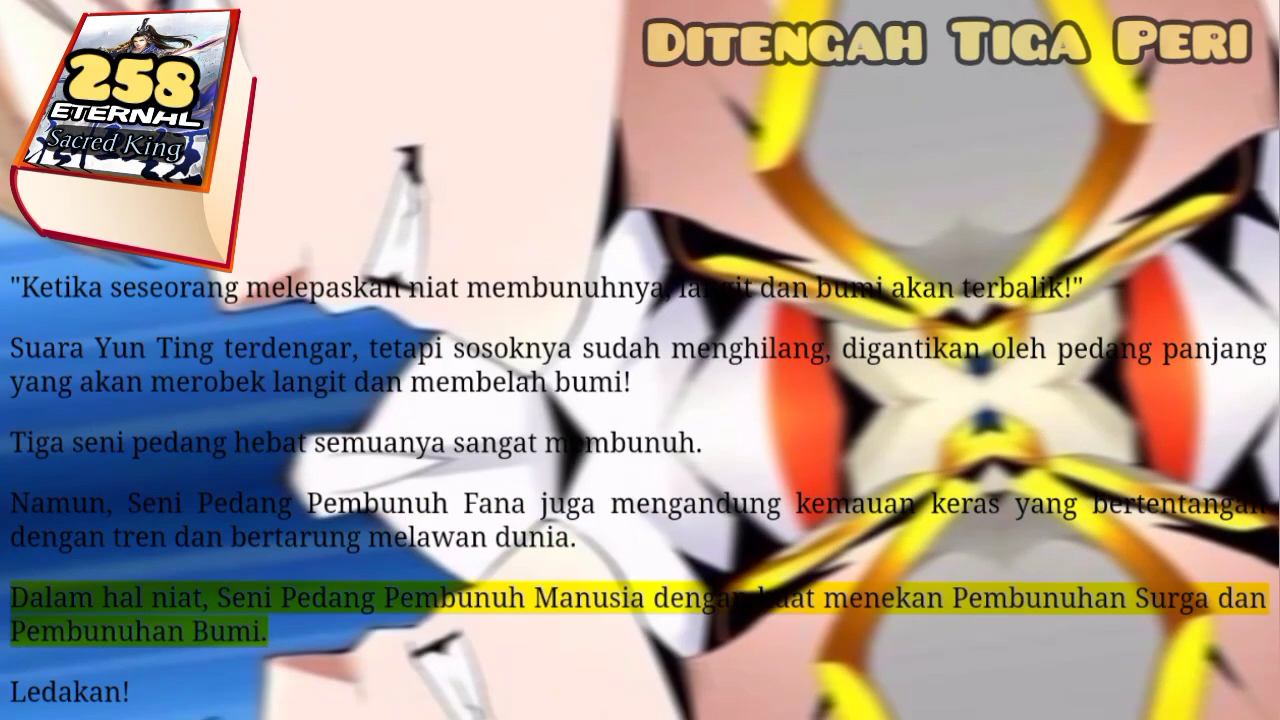 258
ETERNAL
Sacred King
DITENGAH TIGA PERI
"Ketika seseorang melepaskan niat membunuhnya, langit dan bumi akan terbalik!"
Suara Yun Ting terdengar, tetapi sosoknya sudah menghilang, digantikan oleh pedang panjang
yang akan merobek langit dan membelah bumi!
Tiga seni pedang hebat semuanya sangat membunuh.
Namun, Seni Pedang Pembunuh Fana juga mengandung kemauan keras yang bertentangan
dengan tren dan bertarung melawan dunia.
Dalam hal niat, Seni Pedang Pembunuh Manusia dengan kuat menekan Pembunuhan Surga dan
Pembunuhan Bumi.
Ledakan!